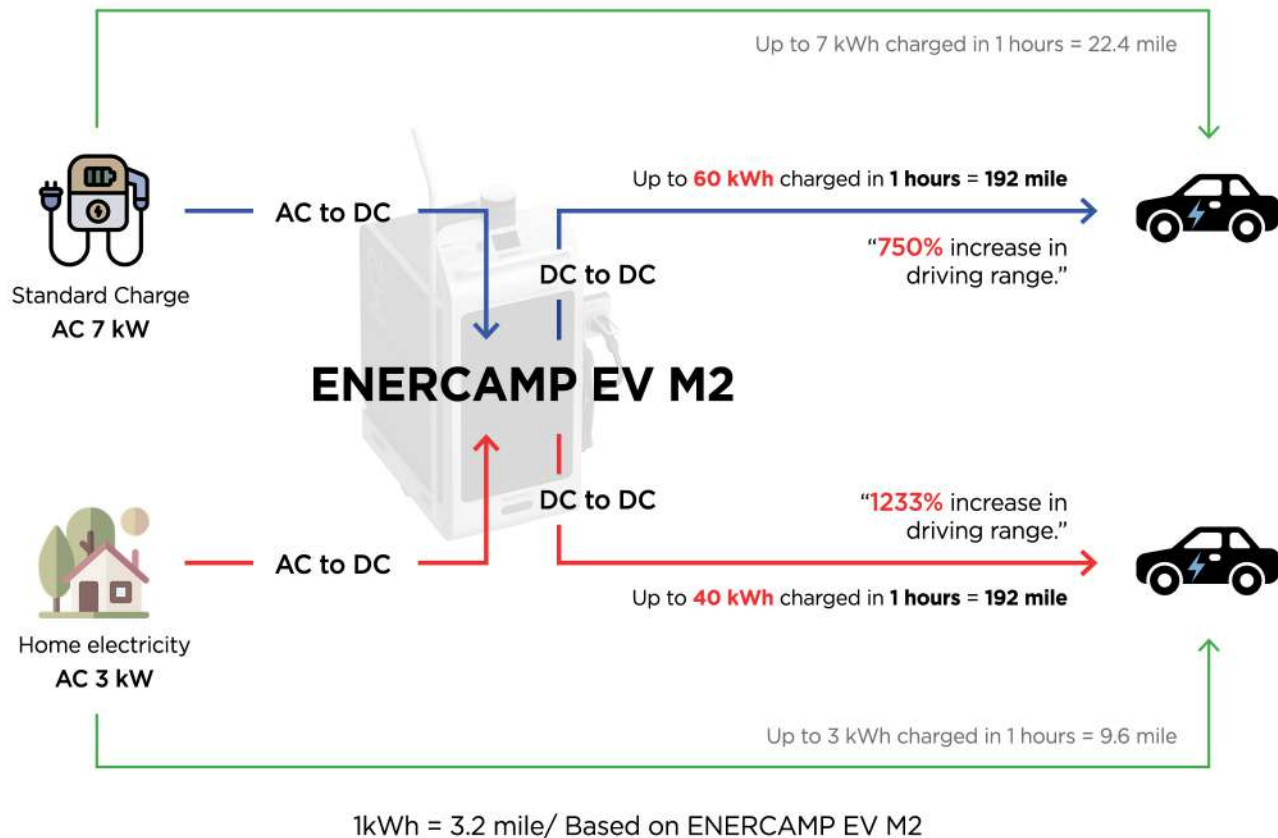 Up to 7 kWh charged in 1 hours = 22.4 mile
Up to 60 kWh charged in 1 hours = 192 mile
AC to DC
“750% increase in
driving range.”
DC to DC
Standard Charge
AC 7 kW
ENERCAMP EV M2
DC to DC
“1233% increase in
driving range.”
AC to DC
Up to 40 kWh charged in 1 hours = 192 mile
Home electricity
AC 3 kW
Up to 3 kWh charged in 1 hours = 9.6 mile
1kWh = 3.2 mile/ Based on ENERCAMP EV M2